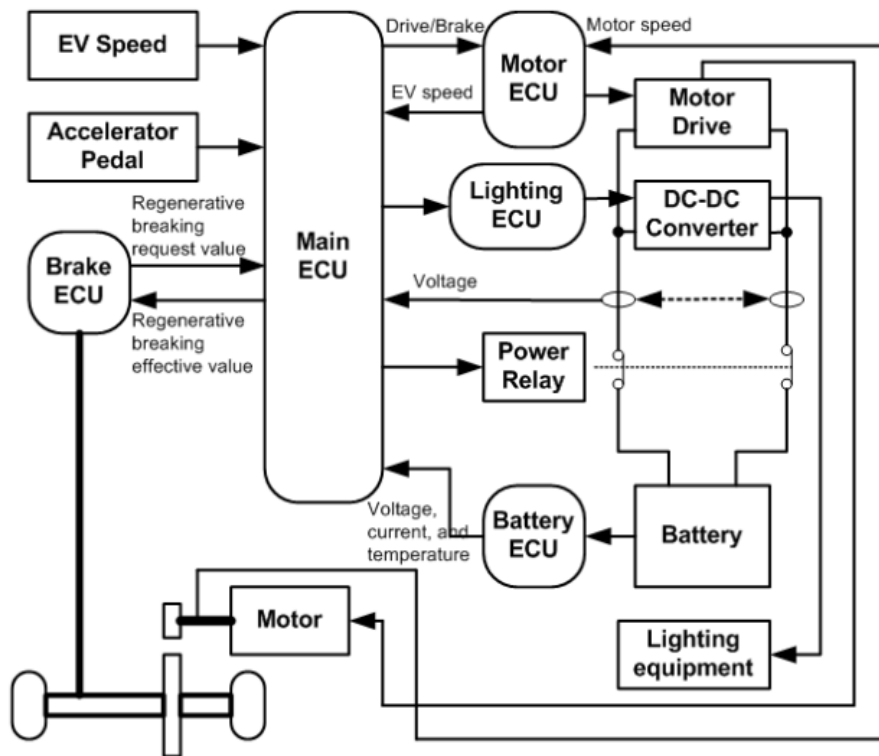 EV Speed
Drive/Brake
Motor speed
Motor
ECU
EV speed
Motor
Drive
Accelerator
Pedal
Lighting
ECU
DC-DC
Converter
Regenerative
breaking
request value
Main
ECU
Brake
ECU
Voltage
Regenerative
breaking
effective value
Power
Relay
Voltage,
current, and
temperature
Battery
ECU
Battery
Motor
Lighting
equipment